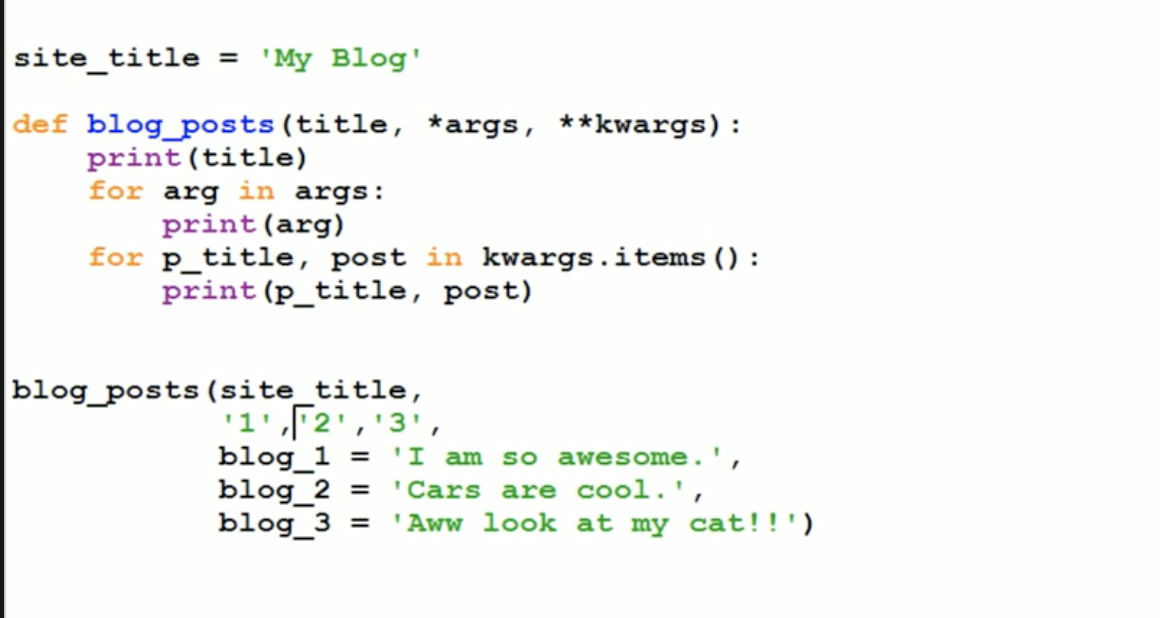 site_title = 'My Blog'
def blog_posts(title, *args, **kwargs):
    print(title)
    for arg in args:
        print(arg)
    for p_title, post in kwargs.items():
        print(p_title, post)
blog_posts(site_title,
           '1','2','3',
           blog_1 = 'I am so awesome.',
           blog_2 = 'Cars are cool.',
           blog_3 = 'Aww look at my cat!!')